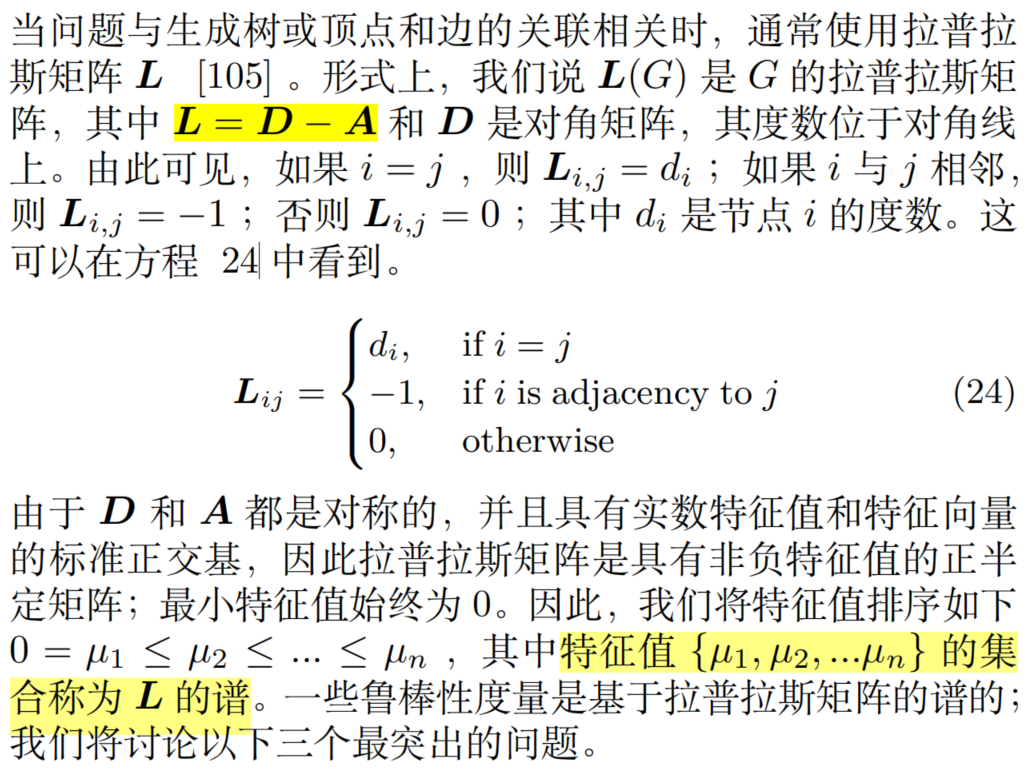 当问题与生成树或顶点和边的关联相关时，通常使用拉普拉
斯矩阵 L [105] 。形式上，我们说 L(G) 是 G 的拉普拉斯矩
阵，其中 L = D − A 和 D 是对角矩阵，其度数位于对角线
上。由此可见，如果 i = j ，则 L_{i,j} = d_i ；如果 i 与 j 相邻，
则 L_{i,j} = −1 ；否则 L_{i,j} = 0 ；其中 d_i 是节点 i 的度数。这
可以在方程 24 中看到。
d_i, if i = j
L_{ij} = { −1, if i is adjacency to j (24)
0, otherwise
由于 D 和 A 都是对称的，并且具有实数特征值和特征向量
的标准正交基，因此拉普拉斯矩阵是具有非负特征值的正半
定矩阵；最小特征值始终为 0。因此，我们将特征值排序如下
0 = μ_1 ≤ μ_2 ≤ ... ≤ μ_n ，其中特征值 {μ_1, μ_2, ...μ_n} 的集
合称为 L 的谱。一些鲁棒性度量是基于拉普拉斯矩阵的谱的；
我们将讨论以下三个最突出的问题。